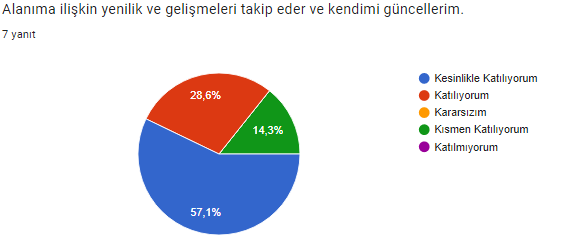 Alanıma ilişkin yenilik ve gelişmeleri takip eder ve kendimi güncellerim.
7 yanıt
Kesinlikle Katılıyorum
Katılıyorum
Kararsızım
Kısmen Katılıyorum
Katılmıyorum
28,6%
14,3%
57,1%